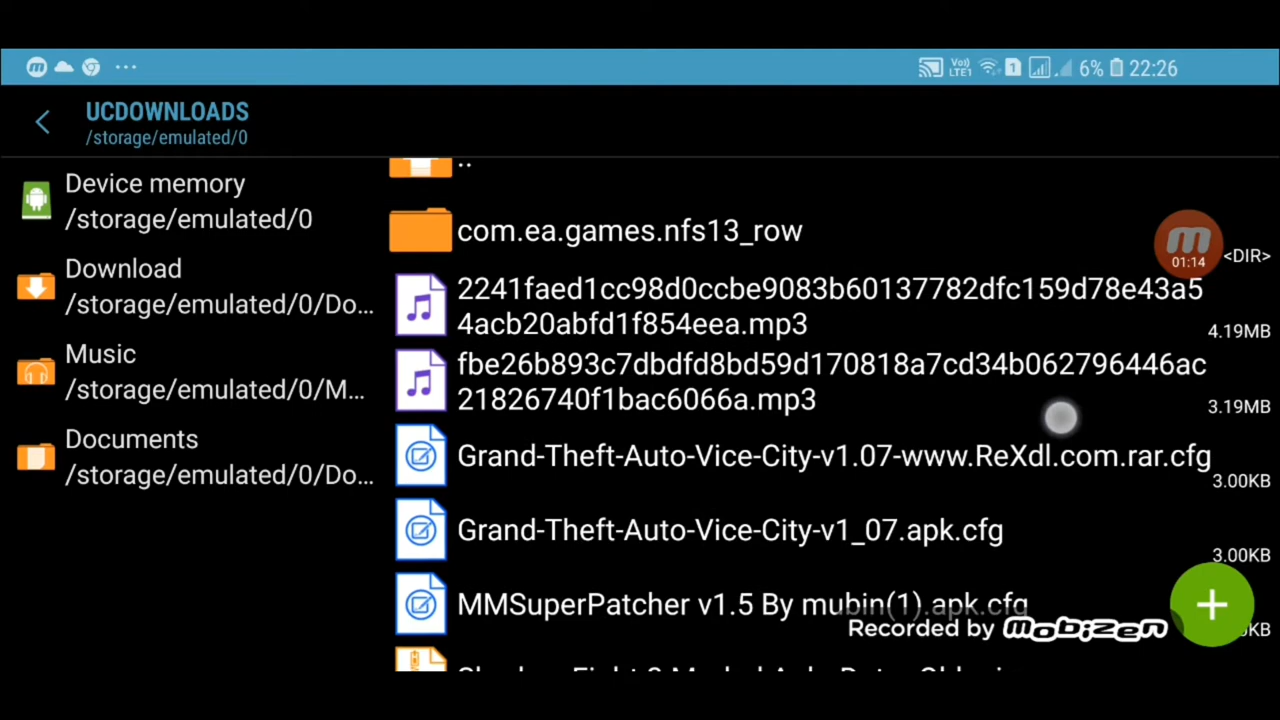 6% 22:26
UCDOWNLOADS
/storage/emulated/0
Device memory
/storage/emulated/0
Download
/storage/emulated/0/Do...
Music
/storage/emulated/0/M...
Documents
/storage/emulated/0/Do...
..
com.ea.games.nfs13_row
<DIR>
01:14
2241faed1cc98d0ccbe9083b60137782dfc159d78e43a5
4acb20abfd1f854eea.mp3
4.19MB
fbe26b893c7dbdfd8bd59d170818a7cd34b062796446ac
21826740f1bac6066a.mp3
3.19MB
Grand-Theft-Auto-Vice-City-v1.07-www.ReXdl.com.rar.cfg
3.00KB
Grand-Theft-Auto-Vice-City-v1_07.apk.cfg
3.00KB
MMSuperPatcher v1.5 By mubin(1).apk.cfg
Recorded by mobizen